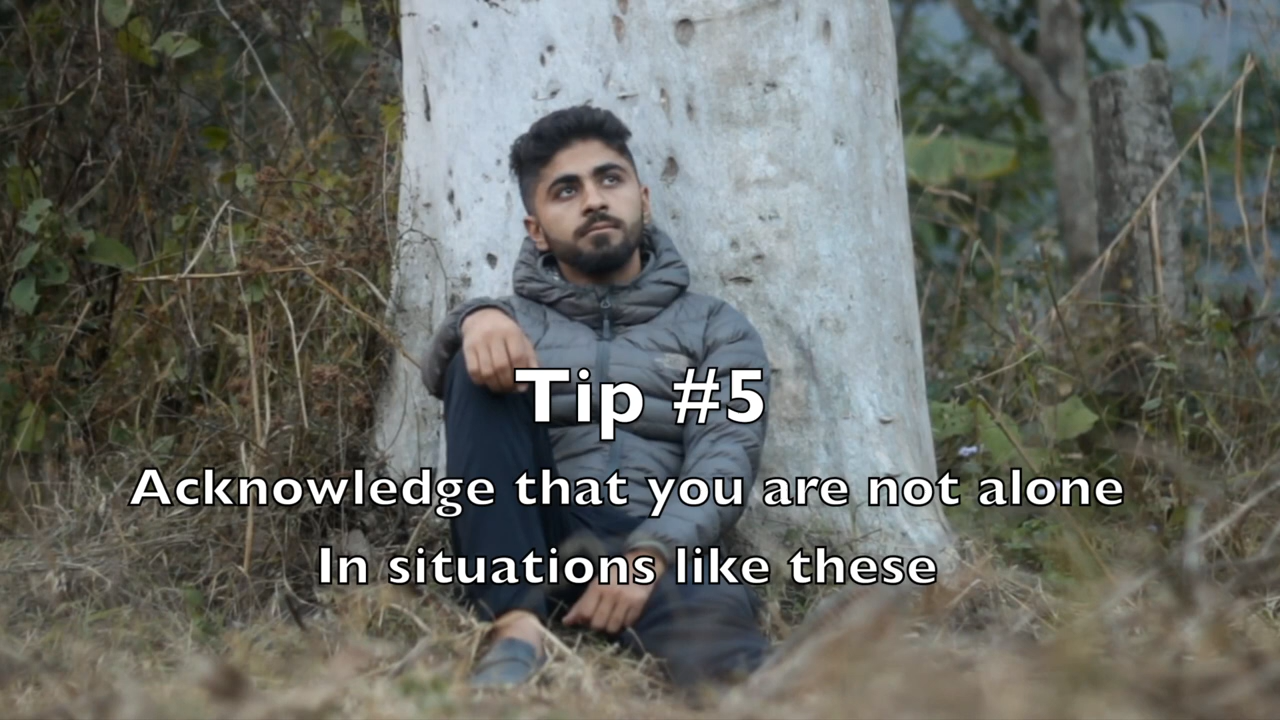 Tip #5
Acknowledge that you are not alone
In situations like these